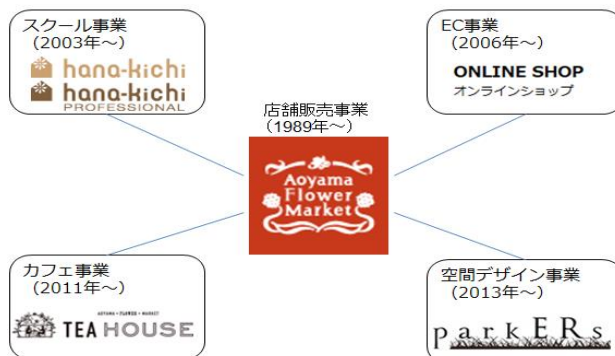 スクール事業
（2003年～）
hana-kichi
hana-kichi
PROFESSIONAL
EC事業
（2006年～）
ONLINE SHOP
オンラインショップ
店舗販売事業
（1989年～）
Aoyama
Flower
Market
カフェ事業
（2011年～）
AOYAMA・FLOWER・MARKET
TEA HOUSE
空間デザイン事業
（2013年～）
parkERs